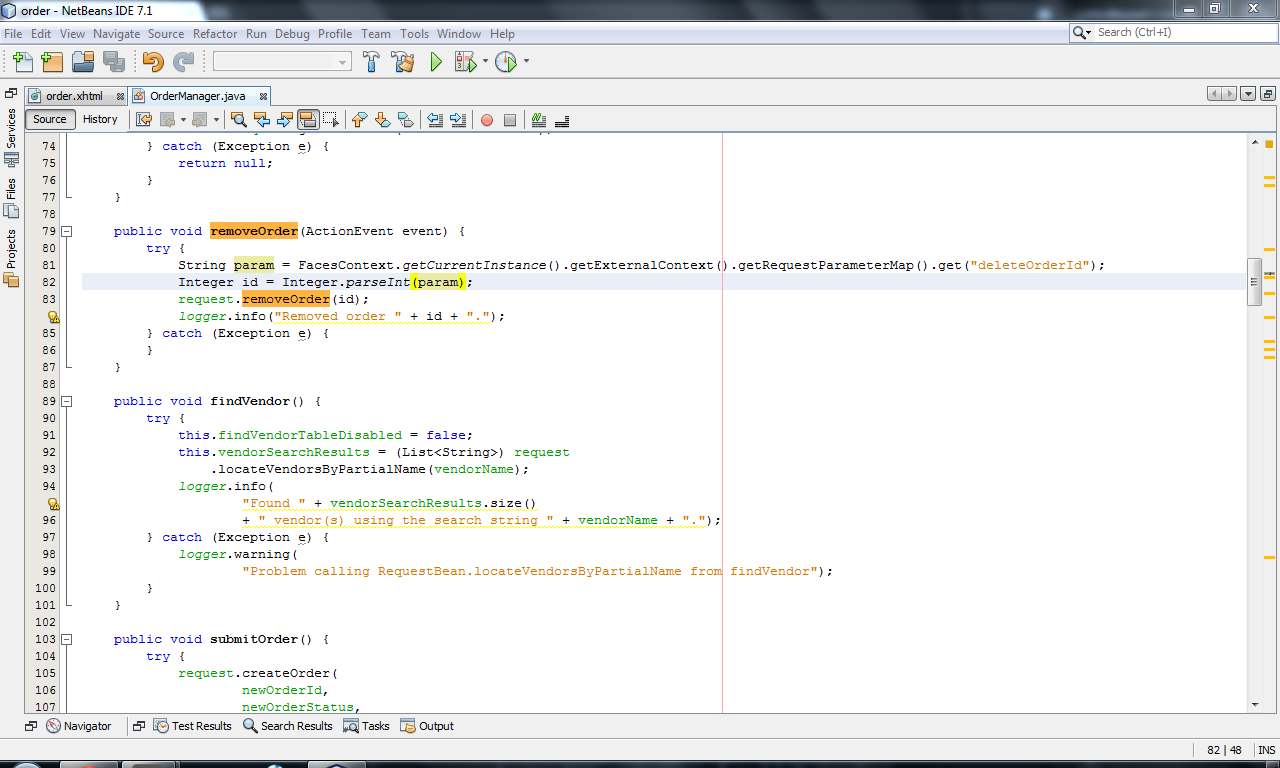 order - NetBeans IDE 7.1
File Edit View Navigate Source Refactor Run Debug Profile Team Tools Window Help
Search (Ctrl+I)
order.xhtml OrderManager.java
Source History
Services
Files
Projects
74 } catch (Exception e) {
75 return null;
76 }
77 }
78
79 public void removeOrder(ActionEvent event) {
80 try {
81 String param = FacesContext.getCurrentInstance().getExternalContext().getRequestParameterMap().get("deleteOrderId");
82 Integer id = Integer.parseInt(param);
83 request.removeOrder(id);
logger.info("Removed order " + id + ".");
85 } catch (Exception e) {
86 }
87 }
88
89 public void findVendor() {
90 try {
91 this.findVendorTableDisabled = false;
92 this.vendorSearchResults = (List<String>) request
93 .locateVendorsByPartialName(vendorName);
94 logger.info(
"Found " + vendorSearchResults.size()
96 + " vendor(s) using the search string " + vendorName + ".");
97 } catch (Exception e) {
98 logger.warning(
99 "Problem calling RequestBean.locateVendorsByPartialName from findVendor");
100 }
101 }
102
103 public void submitOrder() {
104 try {
105 request.createOrder(
106 newOrderId,
107 newOrderStatus,
Navigator Test Results Search Results Tasks Output
82 | 48 INS